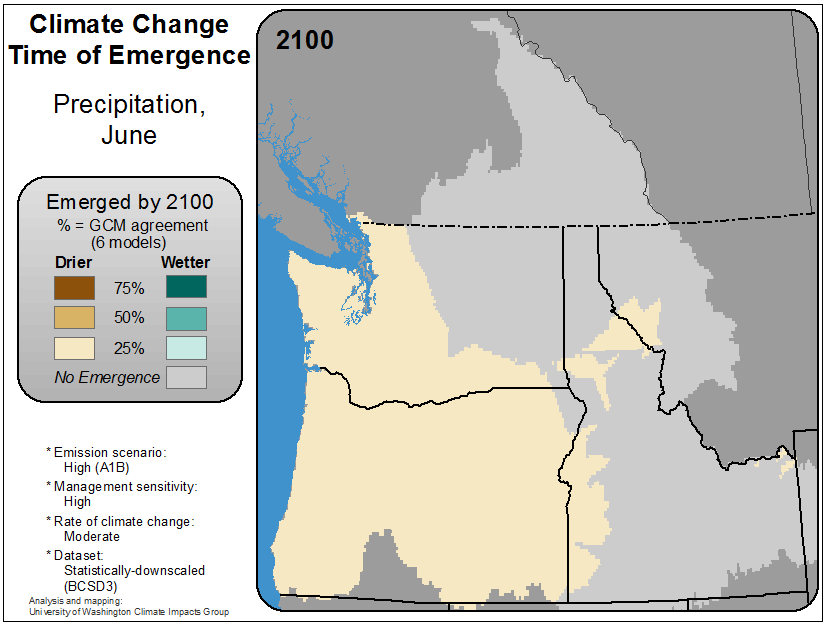 Climate Change
Time of Emergence
Precipitation,
June
2100
Emerged by 2100
% = GCM agreement
(6 models)
Drier Wetter
75%
50%
25%
No Emergence
* Emission scenario:
High (A1B)
* Management sensitivity:
High
* Rate of climate change:
Moderate
* Dataset:
Statistically-downscaled
(BCSD3)
Analysis and mapping:
University of Washington Climate Impacts Group